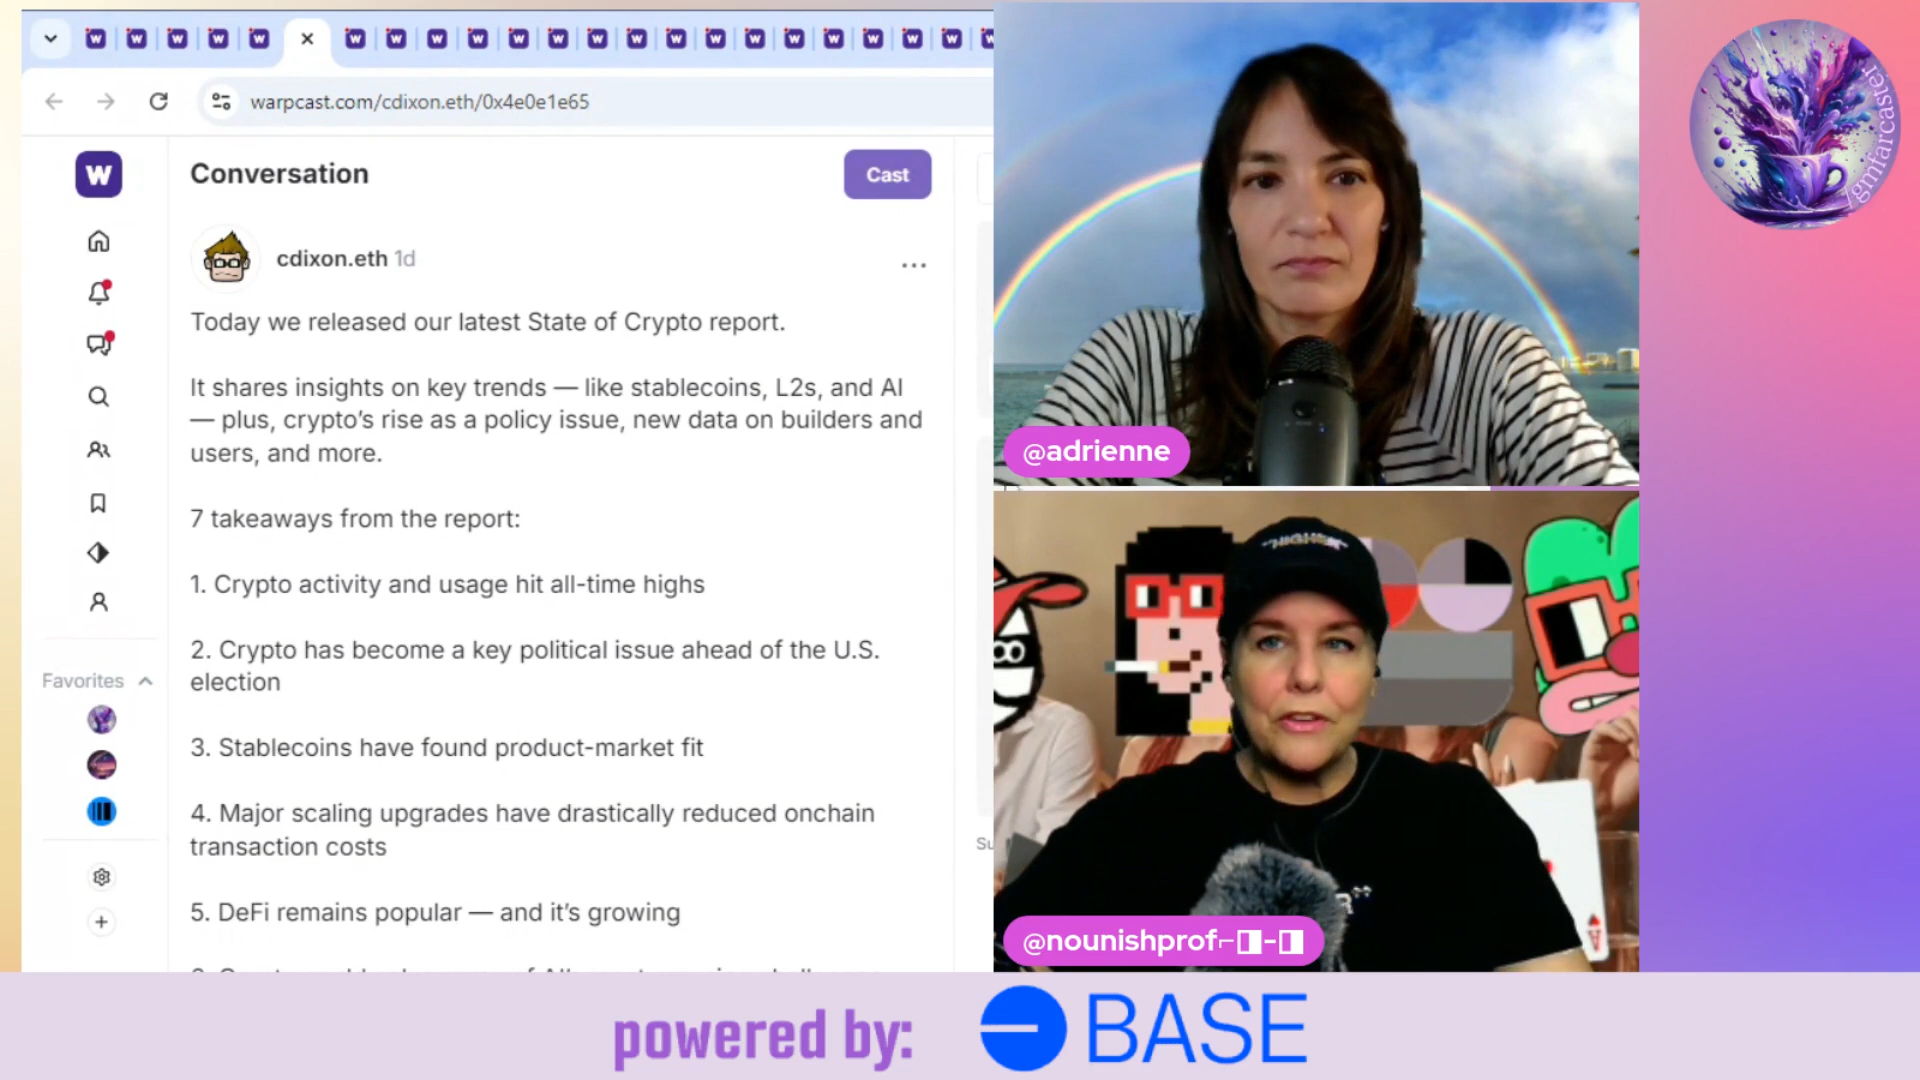 warpcast.com/cdixon.eth/0x4e0e1e65
W
Conversation
Cast
cdixon.eth 1d
Today we released our latest State of Crypto report.
It shares insights on key trends — like stablecoins, L2s, and AI
— plus, crypto's rise as a policy issue, new data on builders and
users, and more.
7 takeaways from the report:
1. Crypto activity and usage hit all-time highs
2. Crypto has become a key political issue ahead of the U.S.
election
3. Stablecoins have found product-market fit
4. Major scaling upgrades have drastically reduced onchain
transaction costs
5. DeFi remains popular — and it's growing
Favorites
@adrienne
"HIGHER"
@nounishprof⌐◨-◨
/gmfarcaster
powered by:
BASE